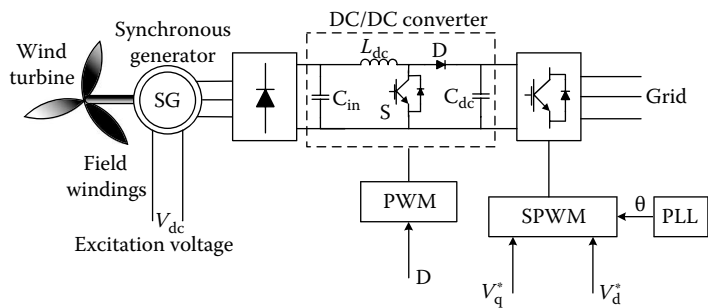 DC/DC converter
Synchronous
generator
Wind
turbine
L_dc
D
SG
C_in
S
C_dc
Grid
Field
windings
V_dc
Excitation voltage
PWM
SPWM
θ
PLL
D
V_q^*
V_d^*